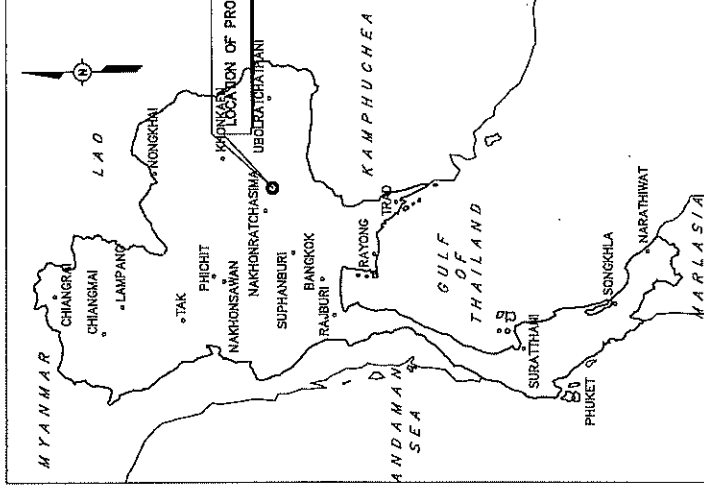 MYANMAR
LAO
CHIANGRAI
CHIANGMAI
LAMPANG
NONGKHAI
TAK
KHONKAEN
LOCATION OF PRO
PHICHIT
NAKHONSAWAN
UBOLRATCHATHANI
NAKHONRATCHASIMA
SUPHANBURI
BANGKOK
RAJBURI
RAYONG
TRAD
KAMPHUCHEA
ANDAMAN
SEA
GULF
OF
THAILAND
SURATTHANI
PHUKET
SONGKHLA
NARATHIWAT
MARLASIA
N